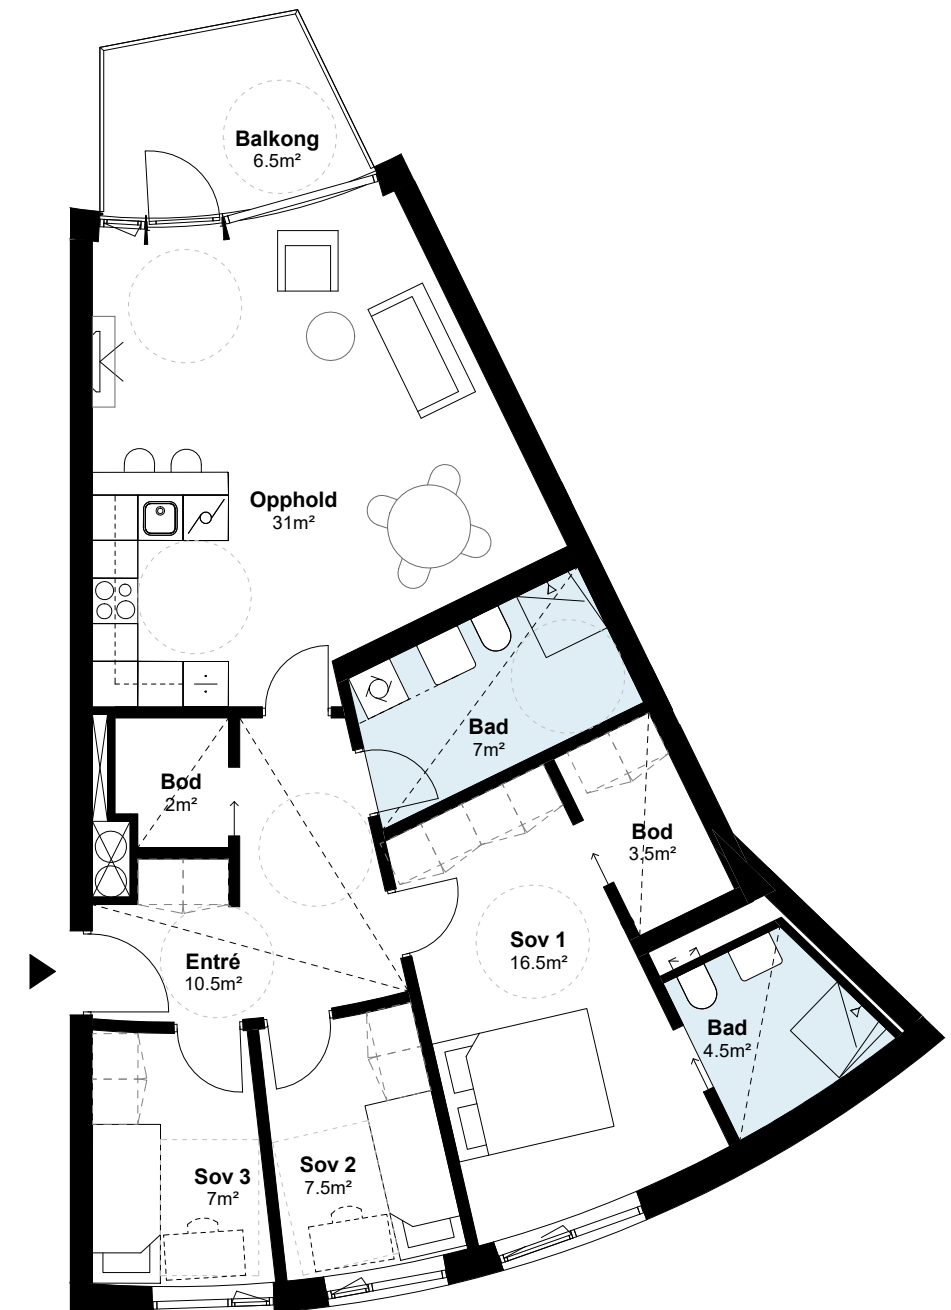 Balkong
6.5m²
Opphold
31m²
Bad
7m²
Bod
2m²
Bod
3.5m²
Sov 1
16.5m²
Entré
10.5m²
Bad
4.5m²
Sov 2
7.5m²
Sov 3
7m²